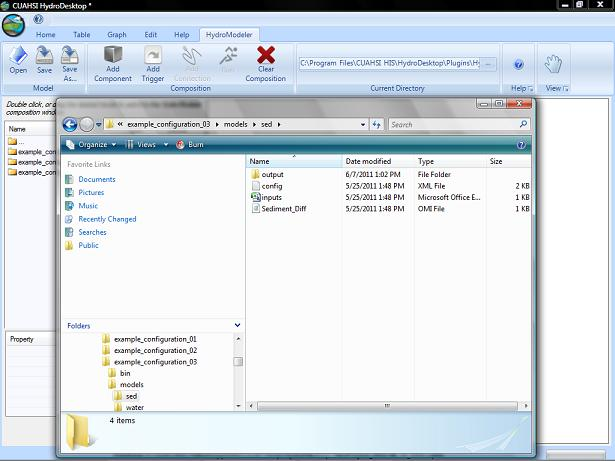 CUAHSI HydroDesktop *
Home Table Graph Edit Help HydroModeler
Open Save Save As... Add Component Add Trigger Add Connection Run Clear Composition C:\Program Files\CUAHSI HIS\HydroDesktop\Plugins\Hy ...
Model Composition Current Directory Help View
Double click, or
composition windo
Name
...
example_con
example_con
example_con
Property
« example_configuration_03 models sed Search
Organize Views Burn
Favorite Links
Documents
Pictures
Music
Recently Changed
Searches
Public
Folders
example_configuration_01
example_configuration_02
example_configuration_03
bin
models
sed
water
Name Date modified Type Size
output 6/7/2011 1:02 PM File Folder
config 5/25/2011 1:48 PM XML File 2 KB
inputs 5/25/2011 1:48 PM Microsoft Office E... 1 KB
Sediment_Diff 5/25/2011 1:48 PM OMI File 1 KB
4 items